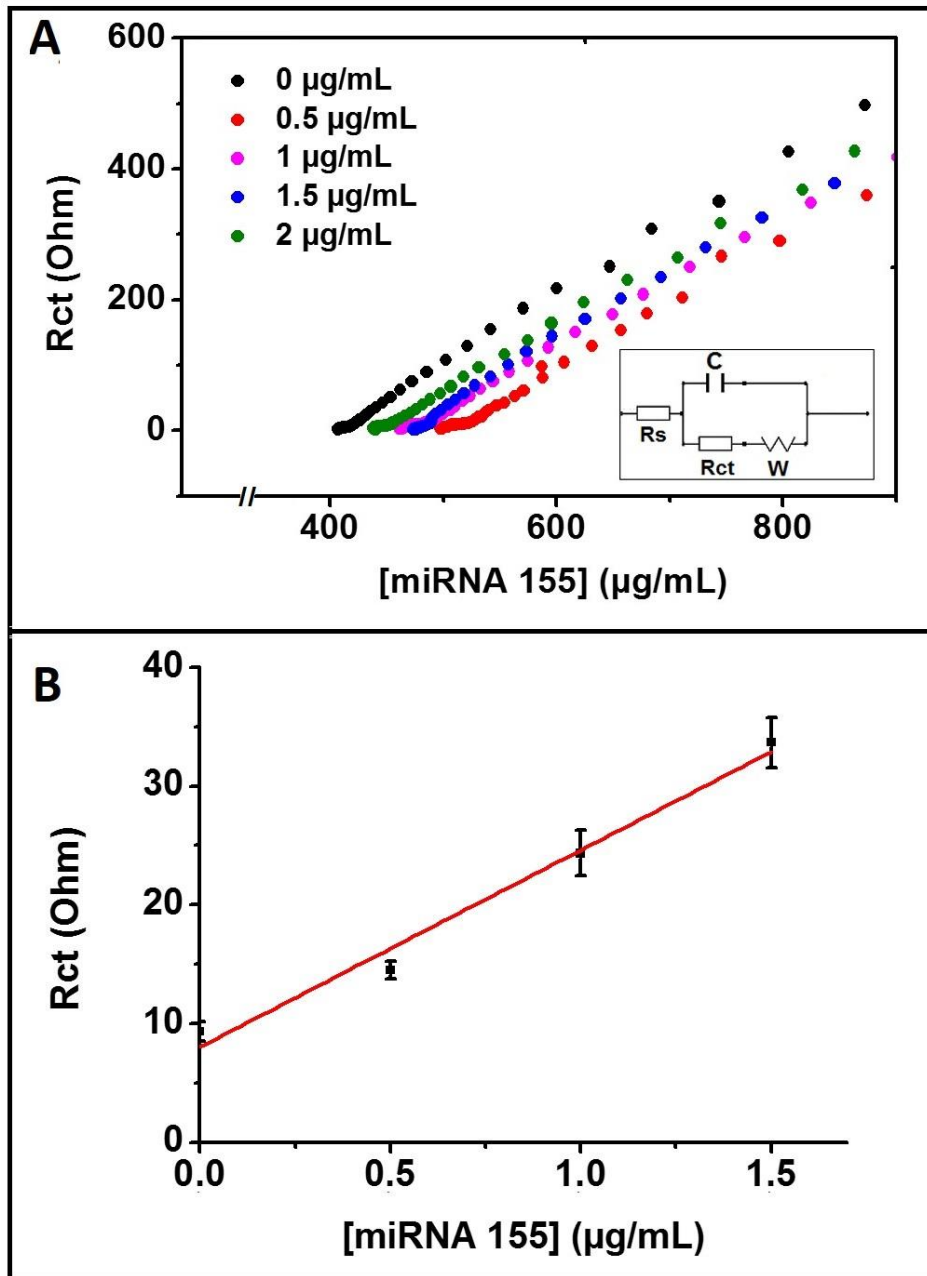 A
600
400
200
0
Rct (Ohm)
0 µg/mL
0.5 µg/mL
1 µg/mL
1.5 µg/mL
2 µg/mL
C
Rs
Rct
W
//
400
600
800
[miRNA 155] (µg/mL)
B
40
30
20
10
0
Rct (Ohm)
0.0
0.5
1.0
1.5
[miRNA 155] (µg/mL)